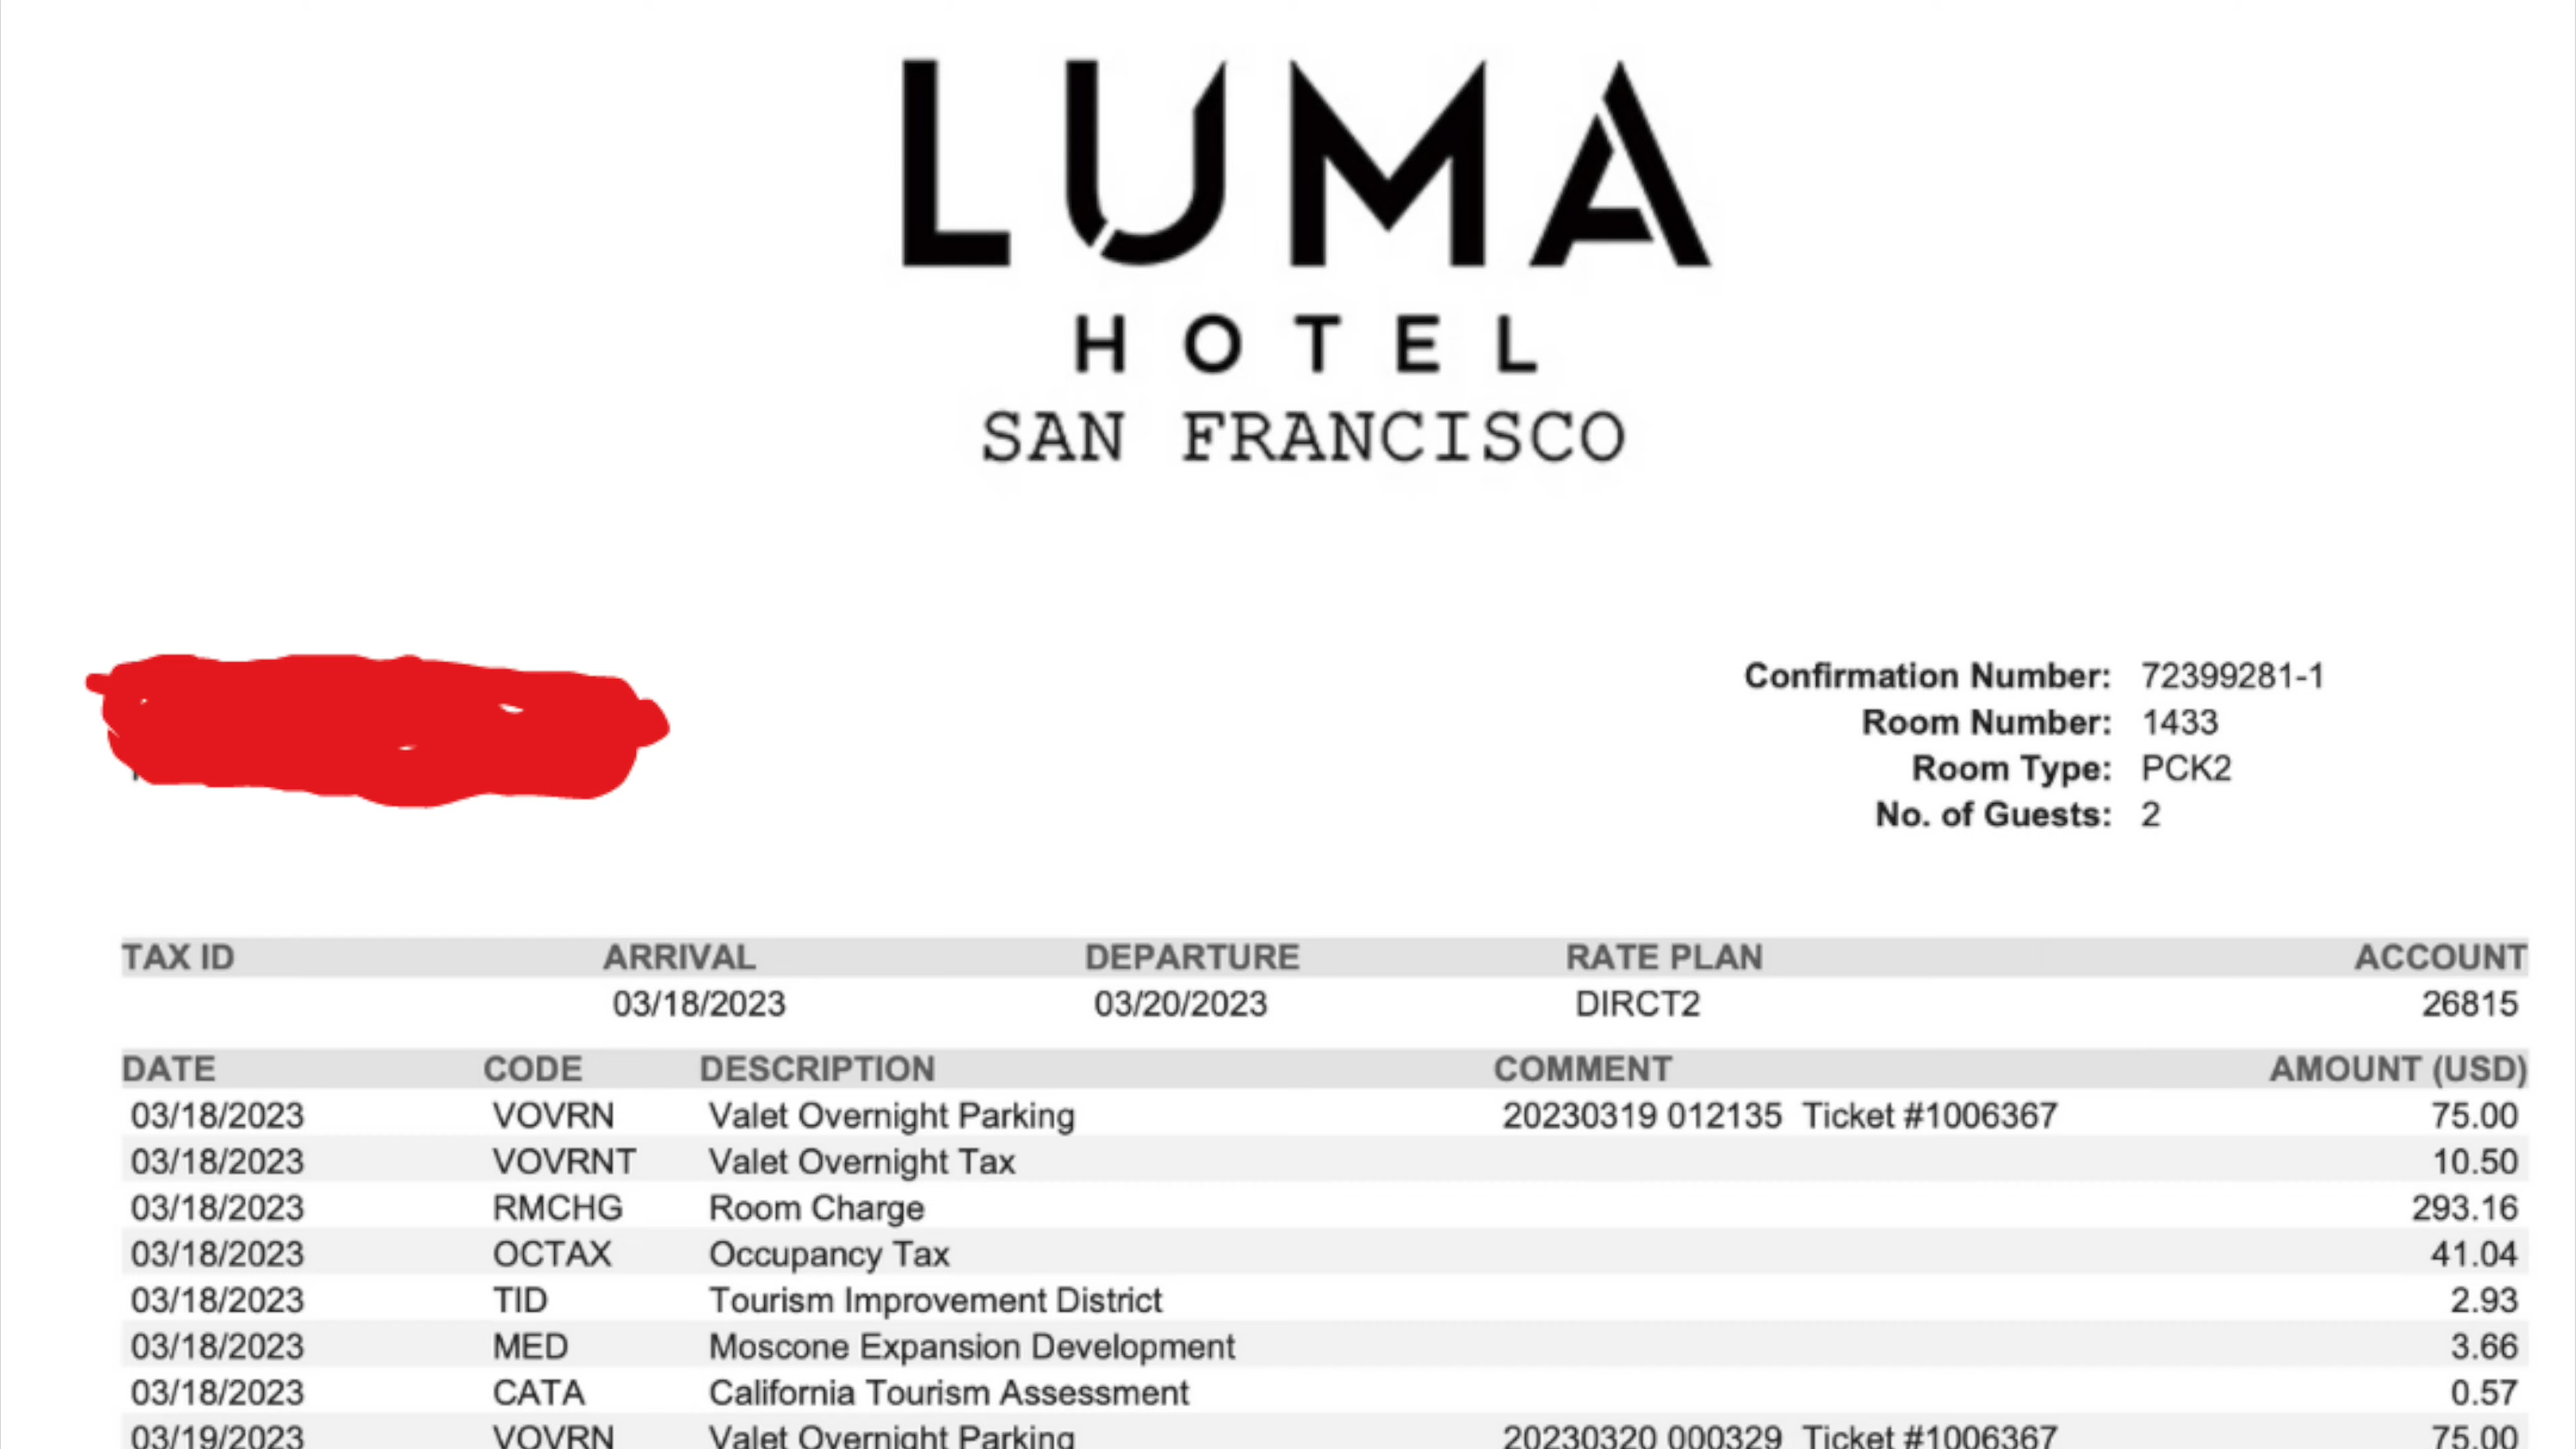 LUMA
HOTEL
SAN FRANCISCO
Confirmation Number: 72399281-1
Room Number: 1433
Room Type: PCK2
No. of Guests: 2
TAX ID ARRIVAL DEPARTURE RATE PLAN ACCOUNT
03/18/2023 03/20/2023 DIRCT2 26815
DATE CODE DESCRIPTION COMMENT AMOUNT (USD)
03/18/2023 VOVRN Valet Overnight Parking 20230319 012135 Ticket #1006367 75.00
03/18/2023 VOVRNT Valet Overnight Tax 10.50
03/18/2023 RMCHG Room Charge 293.16
03/18/2023 OCTAX Occupancy Tax 41.04
03/18/2023 TID Tourism Improvement District 2.93
03/18/2023 MED Moscone Expansion Development 3.66
03/18/2023 CATA California Tourism Assessment 0.57
03/19/2023 VOVRN Valet Overnight Parking 20230320 000329 Ticket #1006367 75.00